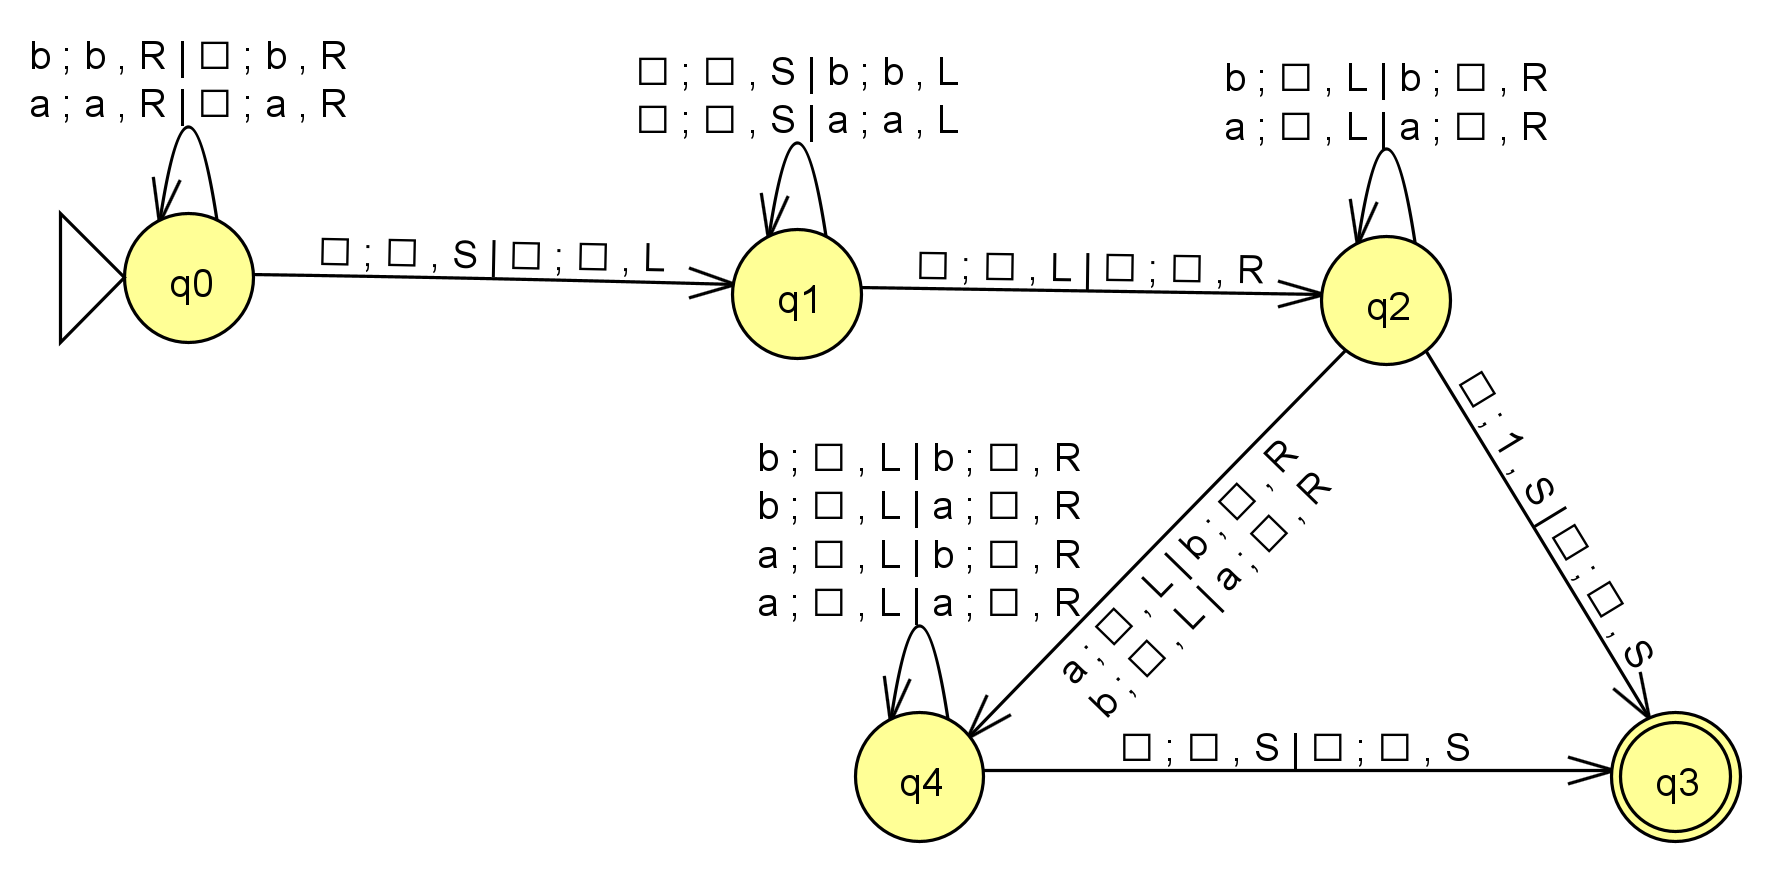 b ; b , R | □ ; b , R
a ; a , R | □ ; a , R
□ ; □ , S | b ; b , L
□ ; □ , S | a ; a , L
b ; □ , L | b ; □ , R
a ; □ , L | a ; □ , R
q0
□ ; □ , S | □ ; □ , L
q1
□ ; □ , L | □ ; □ , R
q2
□ ; 1 , S | □ ; □ , S
a ; □ , L | b ; □ , R
b ; □ , L | a ; □ , R
b ; □ , L | b ; □ , R
b ; □ , L | a ; □ , R
a ; □ , L | b ; □ , R
a ; □ , L | a ; □ , R
q4
□ ; □ , S | □ ; □ , S
q3